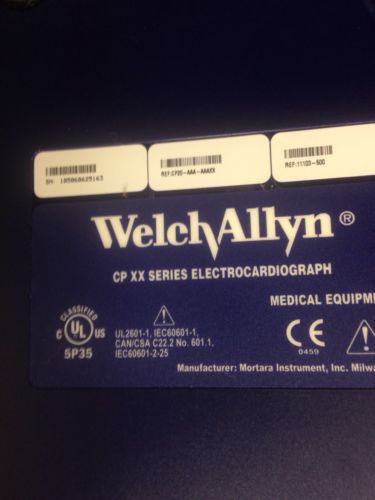 SN: 105060625163
REF:CP20-AAA-AAAXX
REF:11103-500
WelchAllyn®
CP XX SERIES ELECTROCARDIOGRAPH
MEDICAL EQUIPME
CLASSIFIED
C UL US
5P35
UL2601-1, IEC60601-1,
CAN/CSA C22.2 No. 601.1,
IEC60601-2-25
CE
0459
Manufacturer: Mortara Instrument, Inc. Milwa